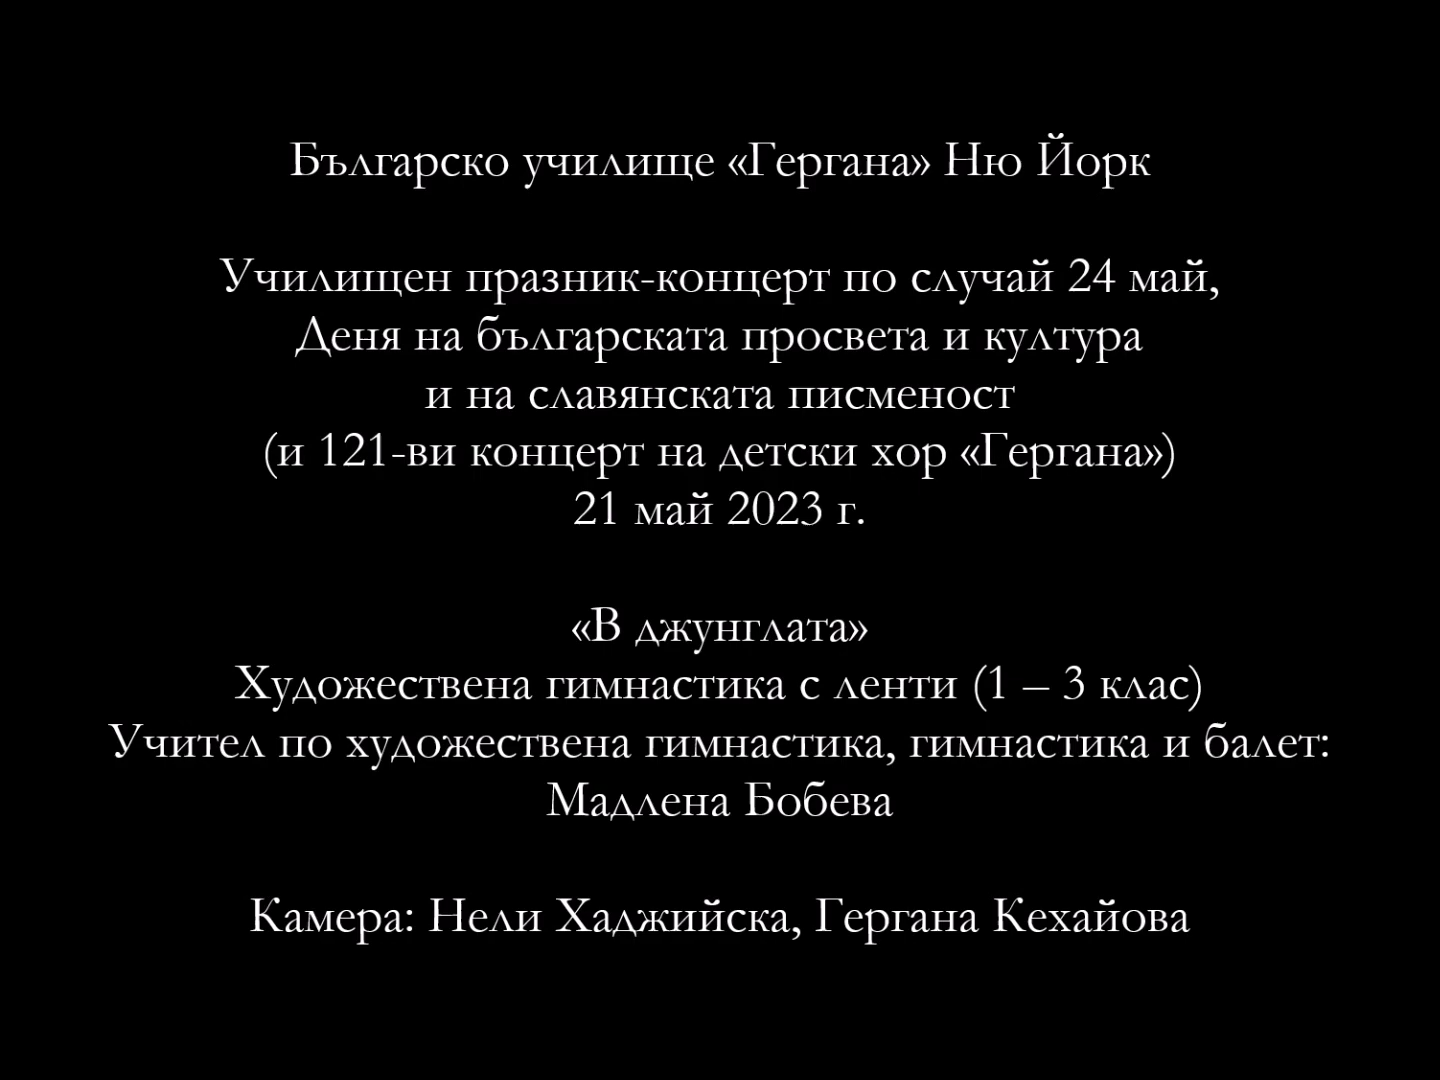 Българско училище «Гергана» Ню Йорк
Училищен празник-концерт по случай 24 май,
Деня на българската просвета и култура
и на славянската писменост
(и 121-ви концерт на детски хор «Гергана»)
21 май 2023 г.
«В джунглата»
Художествена гимнастика с ленти (1 – 3 клас)
Учител по художествена гимнастика, гимнастика и балет:
Мадлена Бобева
Камера: Нели Хаджийска, Гергана Кехайова